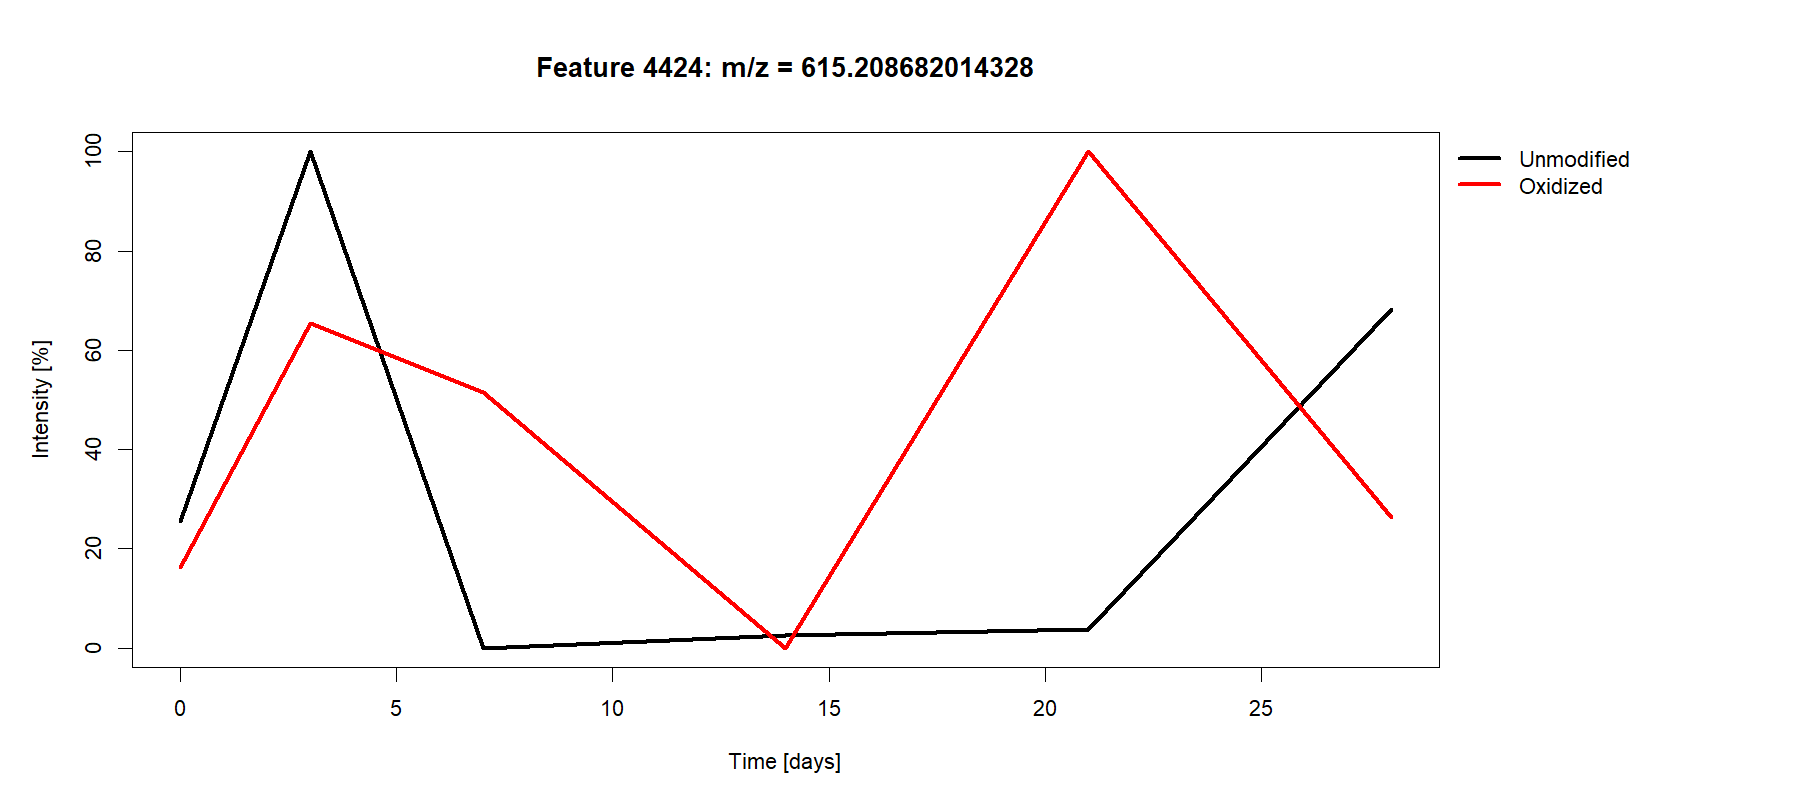 Feature 4424: m/z = 615.208682014328
Unmodified
Oxidized
Intensity [%]
100
80
60
40
20
0
0 5 10 15 20 25
Time [days]